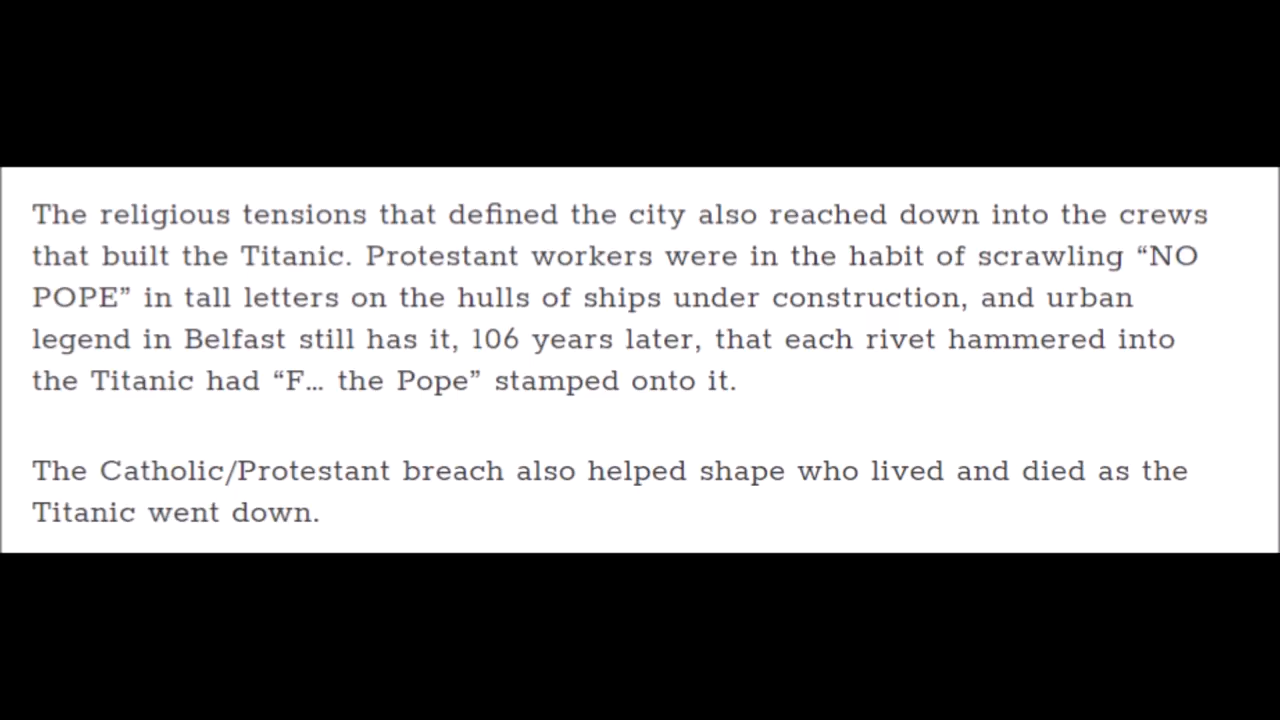 The religious tensions that defined the city also reached down into the crews
that built the Titanic. Protestant workers were in the habit of scrawling “NO
POPE” in tall letters on the hulls of ships under construction, and urban
legend in Belfast still has it, 106 years later, that each rivet hammered into
the Titanic had “F… the Pope” stamped onto it.
The Catholic/Protestant breach also helped shape who lived and died as the
Titanic went down.